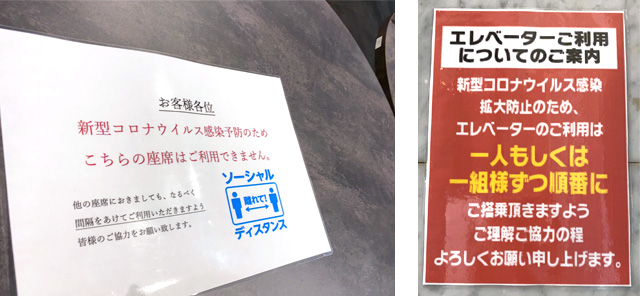 お客様各位
新型コロナウイルス感染予防のため
こちらの座席はご利用できません。
他の座席におきましても、なるべく
間隔をあけてご利用いただきますよう
皆様のご協力をお願い致します。
ソーシャル
離れて!
ディスタンス
エレベーターご利用
についてのご案内
新型コロナウイルス感染
拡大防止のため、
エレベーターのご利用は
一人もしくは
一組様ずつ順番に
ご搭乗頂きますよう
ご理解ご協力の程
よろしくお願い申し上げます。